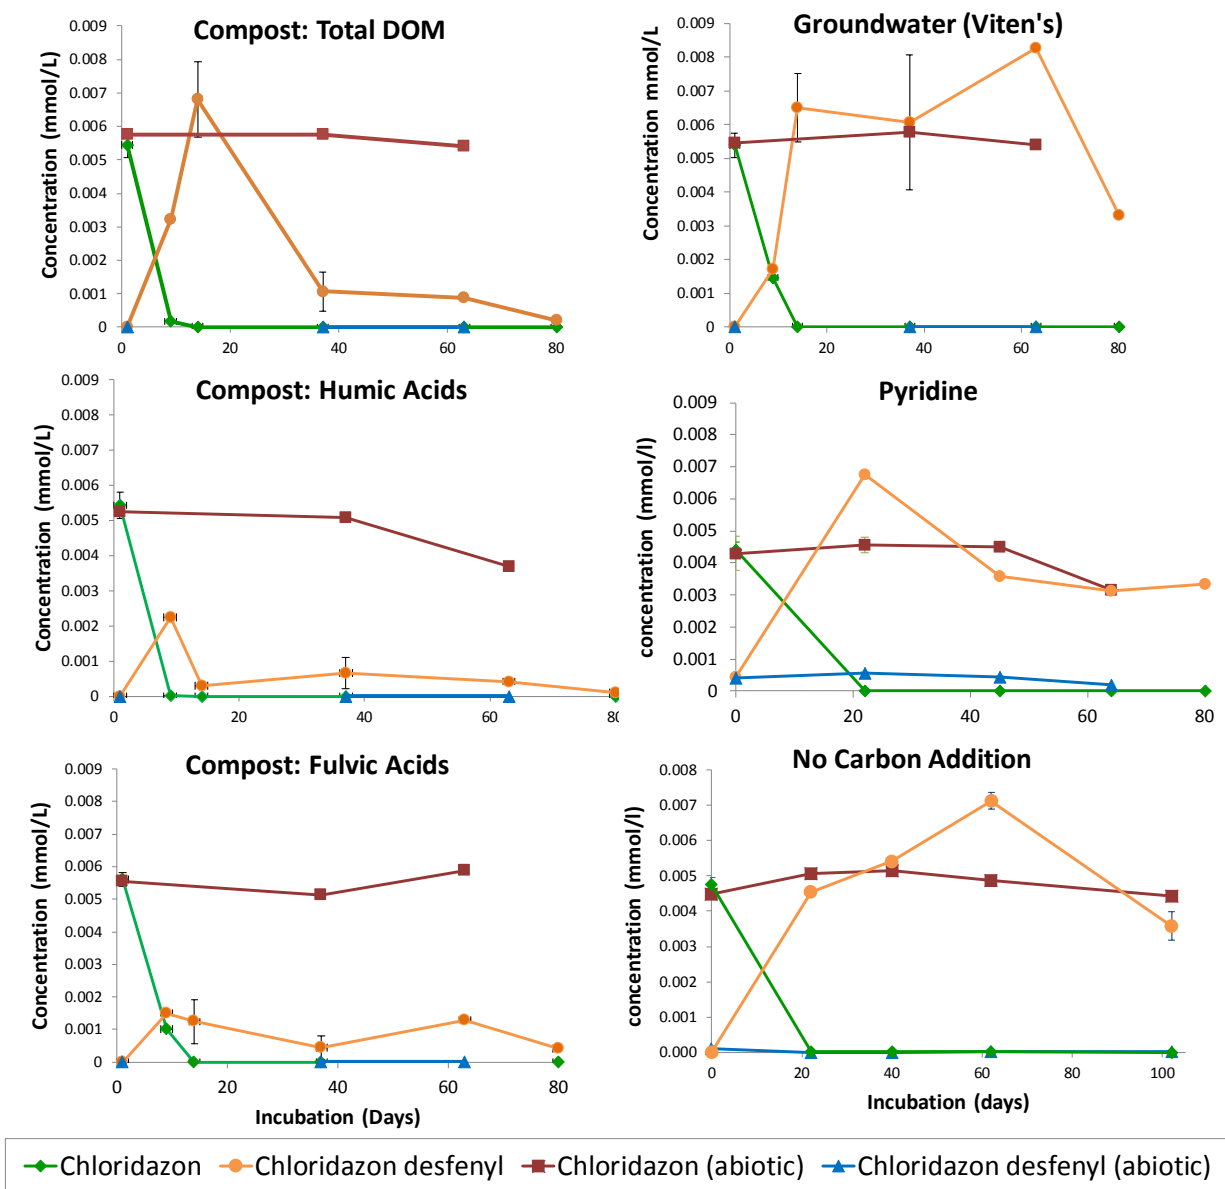 Compost: Total DOM
Concentration (mmol/L)
0.009
0.008
0.007
0.006
0.005
0.004
0.003
0.002
0.001
0
0 20 40 60 80
Groundwater (Viten's)
Concentration mmol/L
0.009
0.008
0.007
0.006
0.005
0.004
0.003
0.002
0.001
0
0 20 40 60 80
Compost: Humic Acids
Concentration (mmol/L)
0.009
0.008
0.007
0.006
0.005
0.004
0.003
0.002
0.001
0
0 20 40 60 80
Pyridine
concentration (mmol/l)
0.009
0.008
0.007
0.006
0.005
0.004
0.003
0.002
0.001
0
0 20 40 60 80
Compost: Fulvic Acids
Concentration (mmol/L)
0.009
0.008
0.007
0.006
0.005
0.004
0.003
0.002
0.001
0
0 20 40 60 80
Incubation (Days)
No Carbon Addition
concentration (mmol/l)
0.008
0.007
0.006
0.005
0.004
0.003
0.002
0.001
0.000
0 20 40 60 80 100
Incubation (days)
Chloridazon Chloridazon desfenyl Chloridazon (abiotic) Chloridazon desfenyl (abiotic)